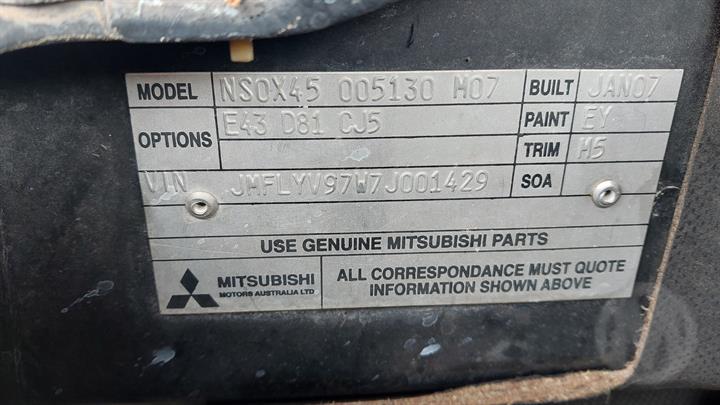 MODEL NS0X45 005130 M07 BUILT JAN07
OPTIONS E43 D81 CJ5 PAINT EY
TRIM H5
VIN JMFLYV97W7J001429 SOA
USE GENUINE MITSUBISHI PARTS
MITSUBISHI
MOTORS AUSTRALIA LTD
ALL CORRESPONDANCE MUST QUOTE
INFORMATION SHOWN ABOVE